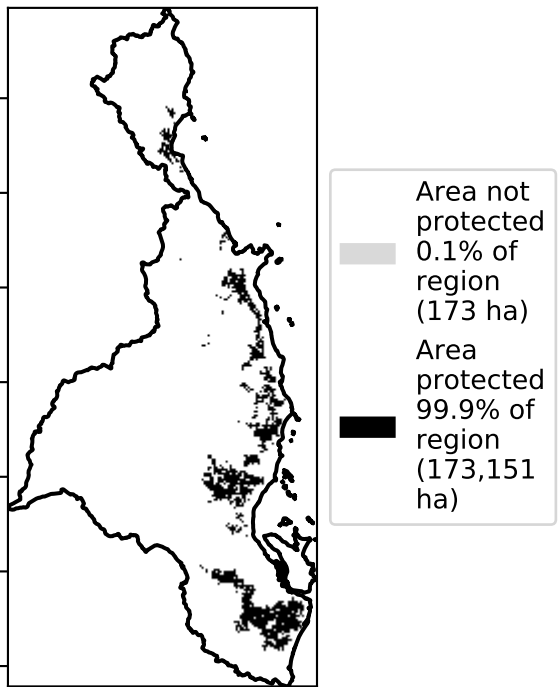 Area not
protected
0.1% of
region
(173 ha)
Area
protected
99.9% of
region
(173,151
ha)